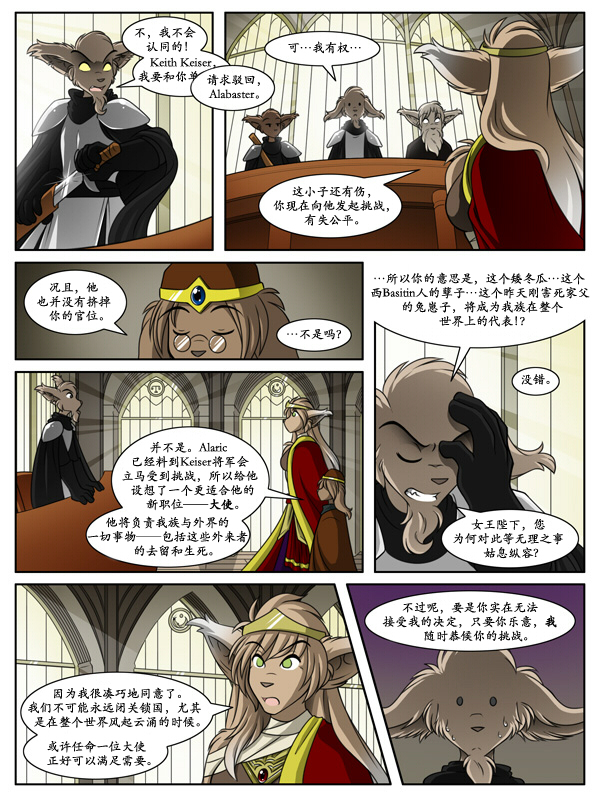 不，我不会
认同的！
Keith Keiser，
我要和你单
请求驳回，
Alabaster。
可…我有权…
这小子还有伤，
你现在向他发起挑战，
有失公平。
况且，他
也并没有挤掉
你的官位。
…不是吗？
…所以你的意思是，这个矮冬瓜…这个
西Basitin人的孽子…这个昨天刚害死家父
的兔崽子，将成为我族在整个
世界上的代表!？
没错。
女王陛下，您
为何对此等无理之事
姑息纵容？
并不是。Alaric
已经料到Keiser将军会
立马受到挑战，所以给他
设想了一个更适合他的
新职位——大使。
他将负责我族与外界的
一切事物——包括这些外来者
的去留和生死。
因为我很凑巧地同意了。
我们不可能永远闭关锁国，尤其
是在整个世界风起云涌的时候。
或许任命一位大使
正好可以满足需要。
不过呢，要是你实在无法
接受我的决定，只要你乐意，我
随时恭候你的挑战。